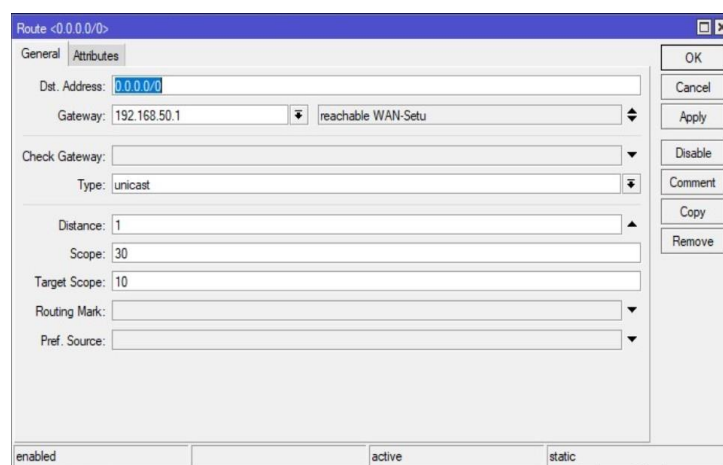 Route <0.0.0.0/0>
General Attributes
OK
Dst. Address: 0.0.0.0/0
Cancel
Gateway: 192.168.50.1 reachable WAN-Setu
Apply
Check Gateway:
Disable
Type: unicast
Comment
Copy
Distance: 1
Remove
Scope: 30
Target Scope: 10
Routing Mark:
Pref. Source:
enabled active static